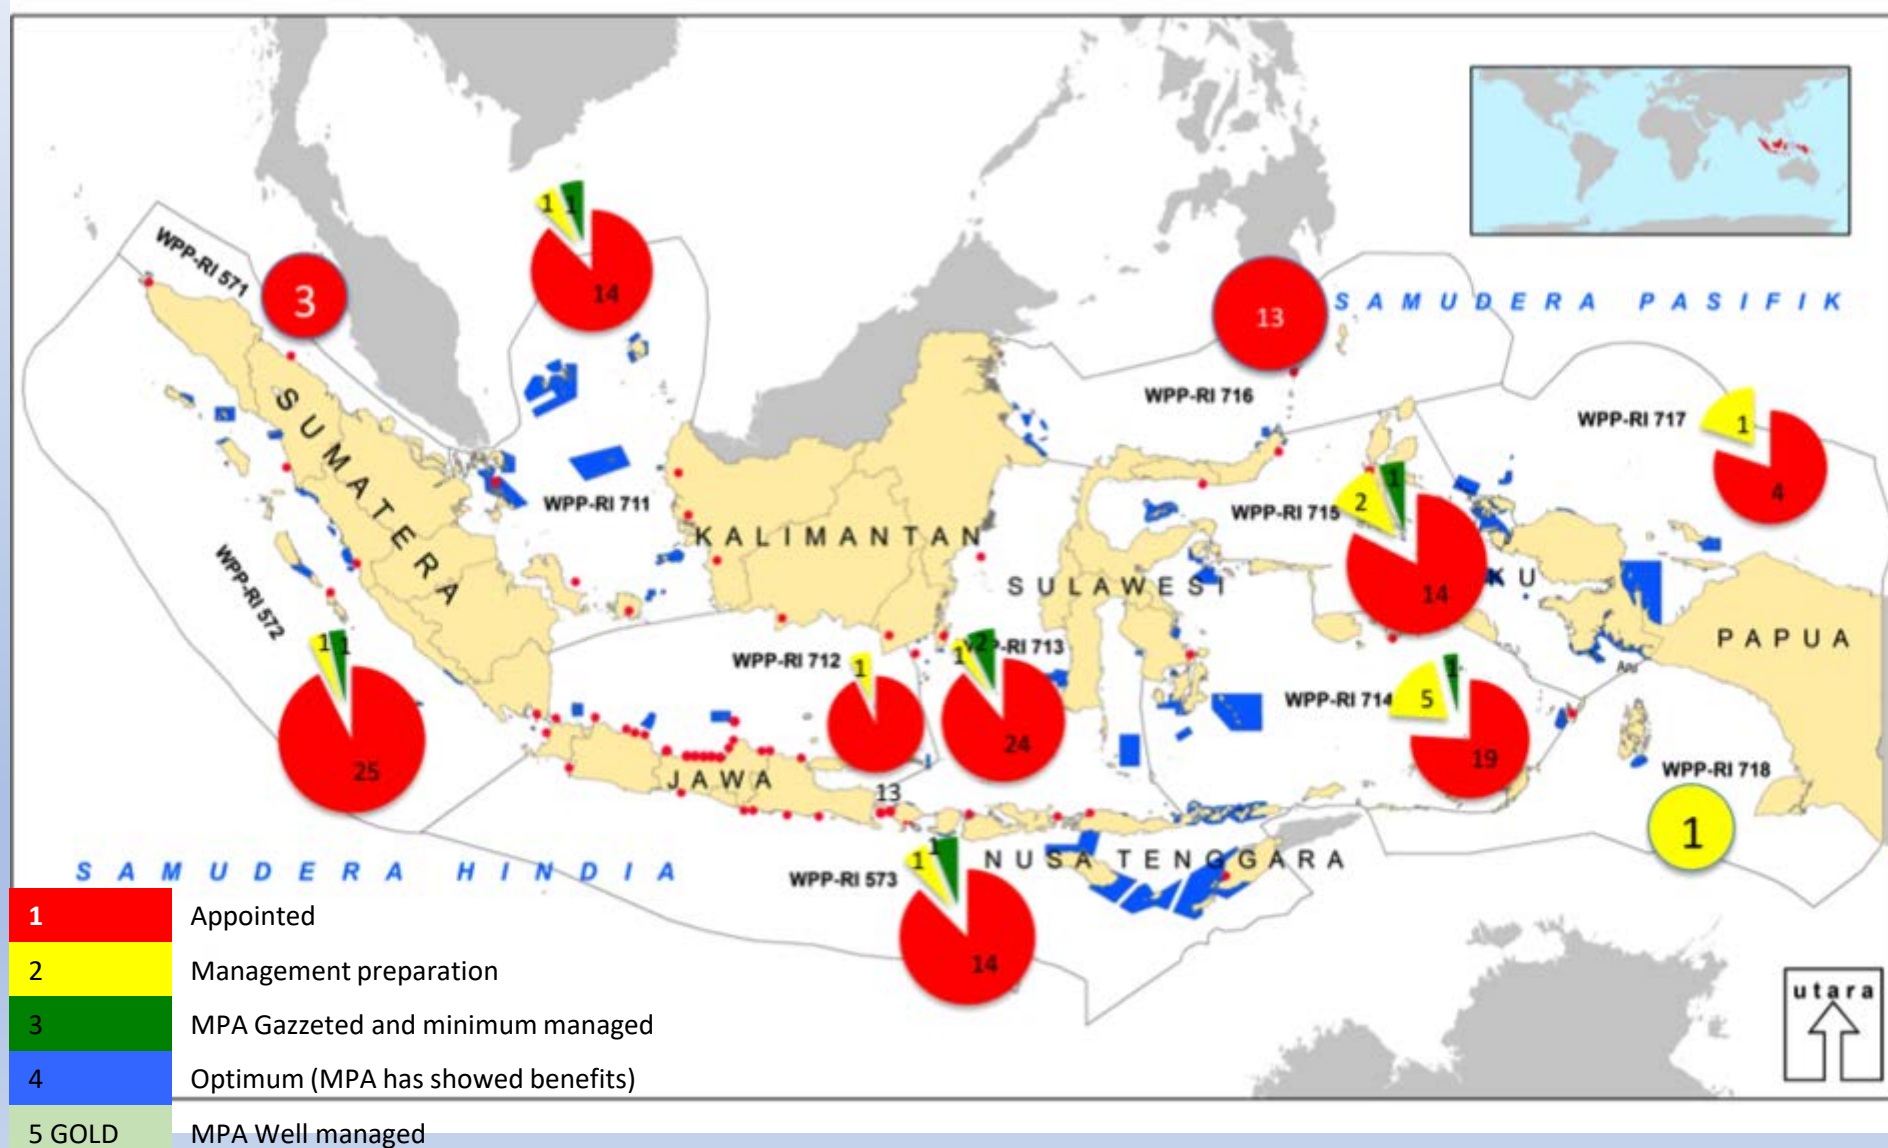 WPP-RI 571
3
1
1
14
13
SAMUDERA PASIFIK
WPP-RI 716
WPP-RI 717
1
4
SUMATERA
WPP-RI 711
KALIMANTAN
SULAWESI
WPP-RI 715
2
1
14
KU
PAPUA
WPP-RI 572
1
1
25
WPP-RI 712
1
13
1
2
P-RI 713
24
WPP-RI 714
5
1
19
WPP-RI 718
1
JAWA
SAMUDERA HINDIA
WPP-RI 573
1
1
14
NUSA TENGGARA
utara
1 Appointed
2 Management preparation
3 MPA Gazzeted and minimum managed
4 Optimum (MPA has showed benefits)
5 GOLD MPA Well managed